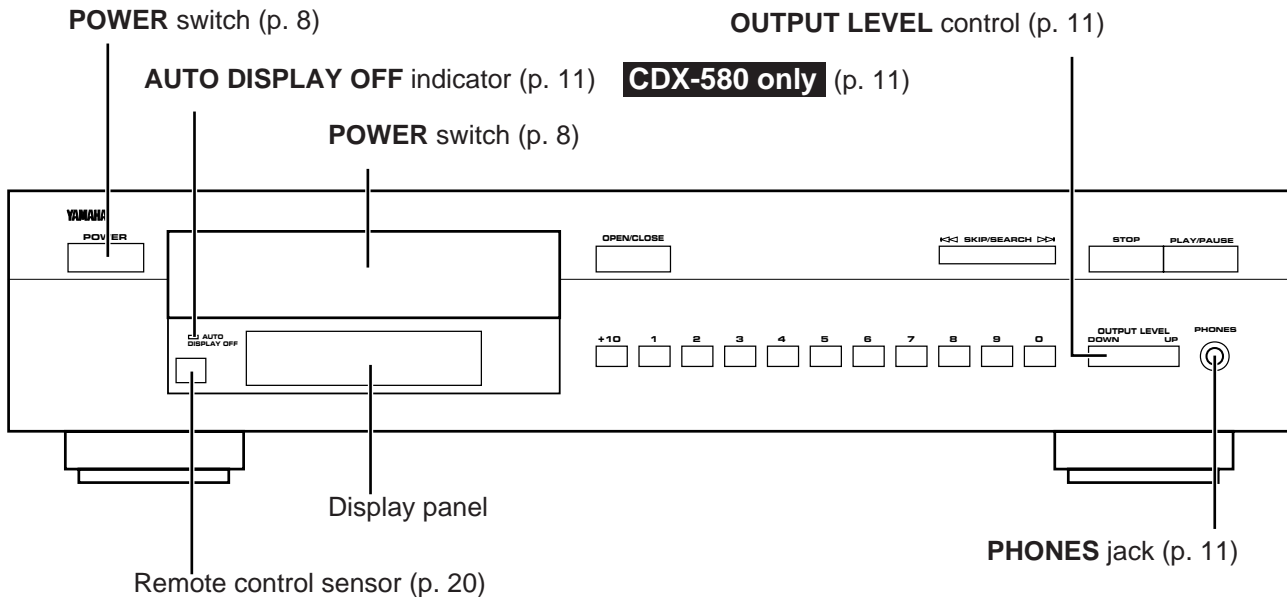 POWER switch (p. 8)
OUTPUT LEVEL control (p. 11)
AUTO DISPLAY OFF indicator (p. 11) CDX-580 only (p. 11)
POWER switch (p. 8)
YAMAHA
POWER
OPEN/CLOSE
SKIP/SEARCH
STOP
PLAY/PAUSE
AUTO
DISPLAY OFF
+10 1 2 3 4 5 6 7 8 9 0
OUTPUT LEVEL
DOWN UP
PHONES
Display panel
PHONES jack (p. 11)
Remote control sensor (p. 20)